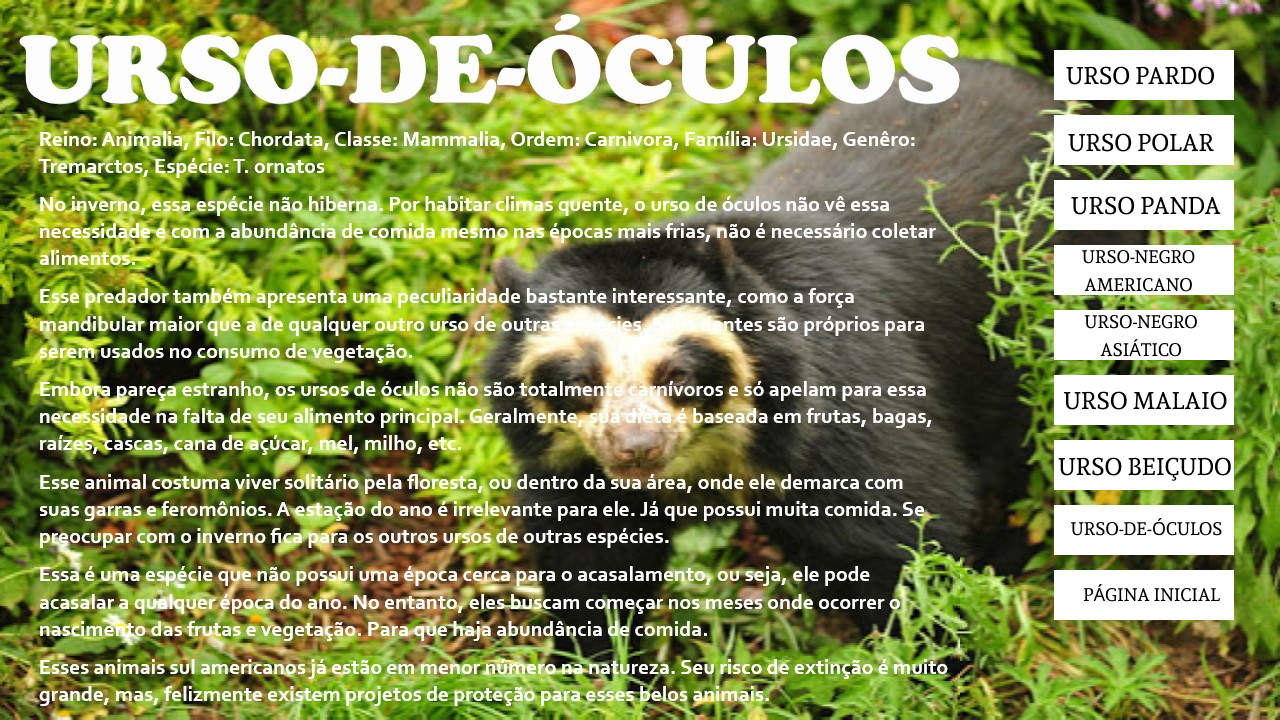 URSO-DE-ÓCULOS
Reino: Animalia, Filo: Chordata, Classe: Mammalia, Ordem: Carnivora, Família: Ursidae, Genêro:
Tremarctos, Espécie: T. ornatos
No inverno, essa espécie não hiberna. Por habitar climas quente, o urso de óculos não vê essa
necessidade e com a abundância de comida mesmo nas épocas mais frias, não é necessário coletar
alimentos.
Esse predador também apresenta uma peculiaridade bastante interessante, como a força
mandibular maior que a de qualquer outro urso de outras espécies. Seus dentes são próprios para
serem usados no consumo de vegetação.
Embora pareça estranho, os ursos de óculos não são totalmente carnívoros e só apelam para essa
necessidade na falta de seu alimento principal. Geralmente, sua dieta é baseada em frutas, bagas,
raízes, cascas, cana de açúcar, mel, milho, etc.
Esse animal costuma viver solitário pela floresta, ou dentro da sua área, onde ele demarca com
suas garras e feromônios. A estação do ano é irrelevante para ele. Já que possui muita comida. Se
preocupar com o inverno fica para os outros ursos de outras espécies.
Essa é uma espécie que não possui uma época cerca para o acasalamento, ou seja, ele pode
acasalar a qualquer época do ano. No entanto, eles buscam começar nos meses onde ocorrer o
nascimento das frutas e vegetação. Para que haja abundância de comida.
Esses animais sul americanos já estão em menor número na natureza. Seu risco de extinção é muito
grande, mas, felizmente existem projetos de proteção para esses belos animais.
URSO PARDO
URSO POLAR
URSO PANDA
URSO-NEGRO
AMERICANO
URSO-NEGRO
ASIÁTICO
URSO MALAIO
URSO BEIÇUDO
URSO-DE-ÓCULOS
PÁGINA INICIAL